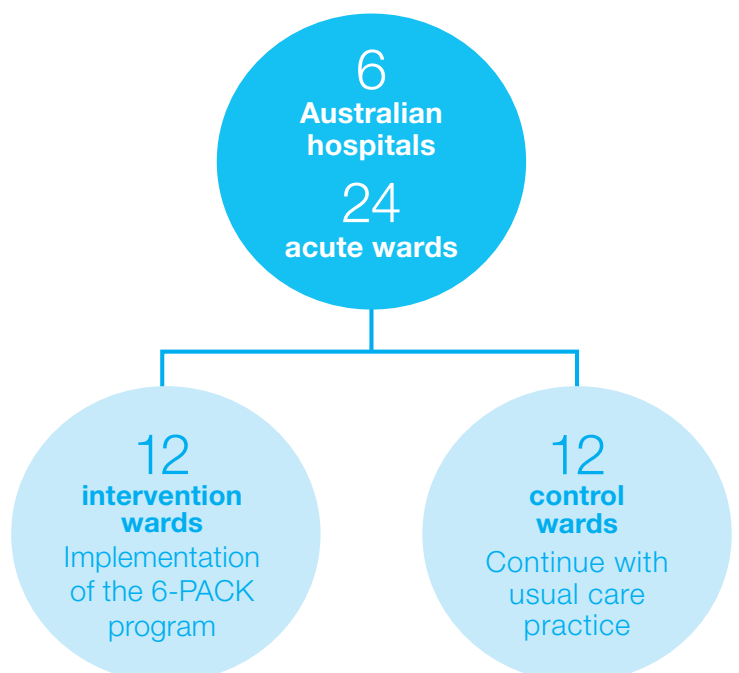 6
Australian
hospitals
24
acute wards
12
intervention
wards
Implementation
of the 6-PACK
program
12
control
wards
Continue with
usual care
practice